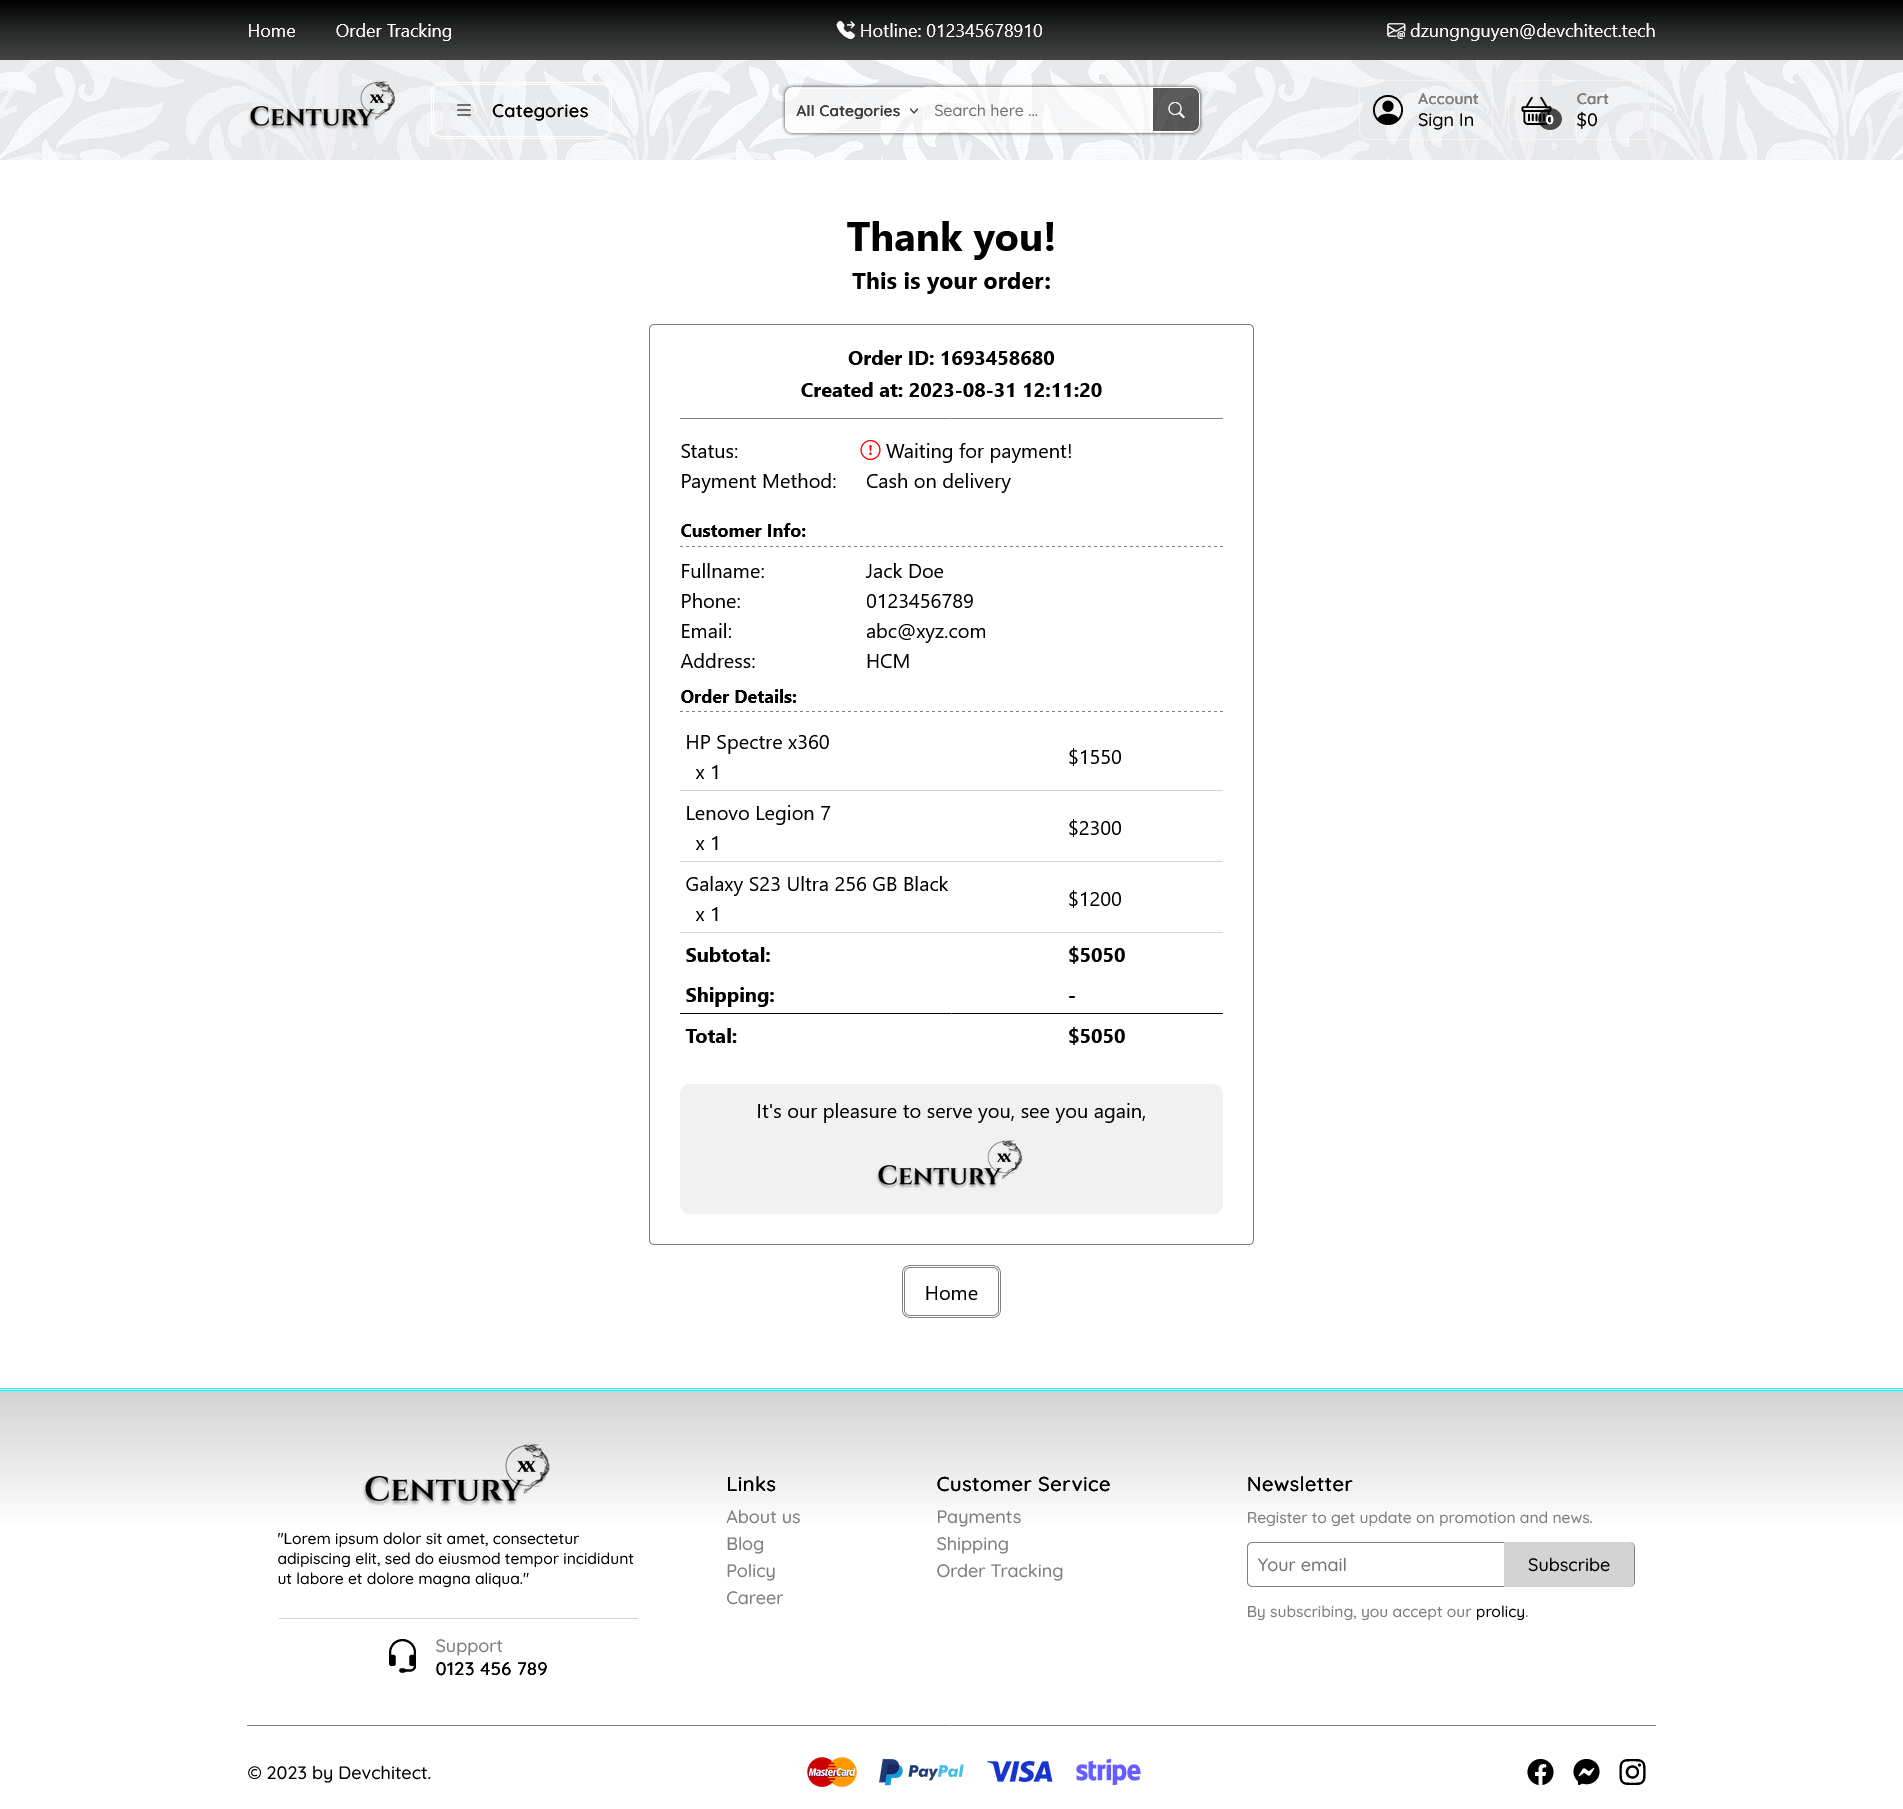 Home Order Tracking Hotline: 012345678910 dzungnguyen@devchitect.tech
CENTURY XX Categories All Categories Search here ... Account Sign In 0 Cart $0
Thank you!
This is your order:
Order ID: 1693458680
Created at: 2023-08-31 12:11:20
Status: Waiting for payment!
Payment Method: Cash on delivery
Customer Info:
Fullname: Jack Doe
Phone: 0123456789
Email: abc@xyz.com
Address: HCM
Order Details:
HP Spectre x360
x 1 $1550
Lenovo Legion 7
x 1 $2300
Galaxy S23 Ultra 256 GB Black
x 1 $1200
Subtotal: $5050
Shipping: -
Total: $5050
It's our pleasure to serve you, see you again,
CENTURY XX
Home
CENTURY XX
"Lorem ipsum dolor sit amet, consectetur
adipiscing elit, sed do eiusmod tempor incididunt
ut labore et dolore magna aliqua."
Support
0123 456 789
Links
About us
Blog
Policy
Career
Customer Service
Payments
Shipping
Order Tracking
Newsletter
Register to get update on promotion and news.
Your email Subscribe
By subscribing, you accept our prolicy.
© 2023 by Devchitect. MasterCard PayPal VISA stripe